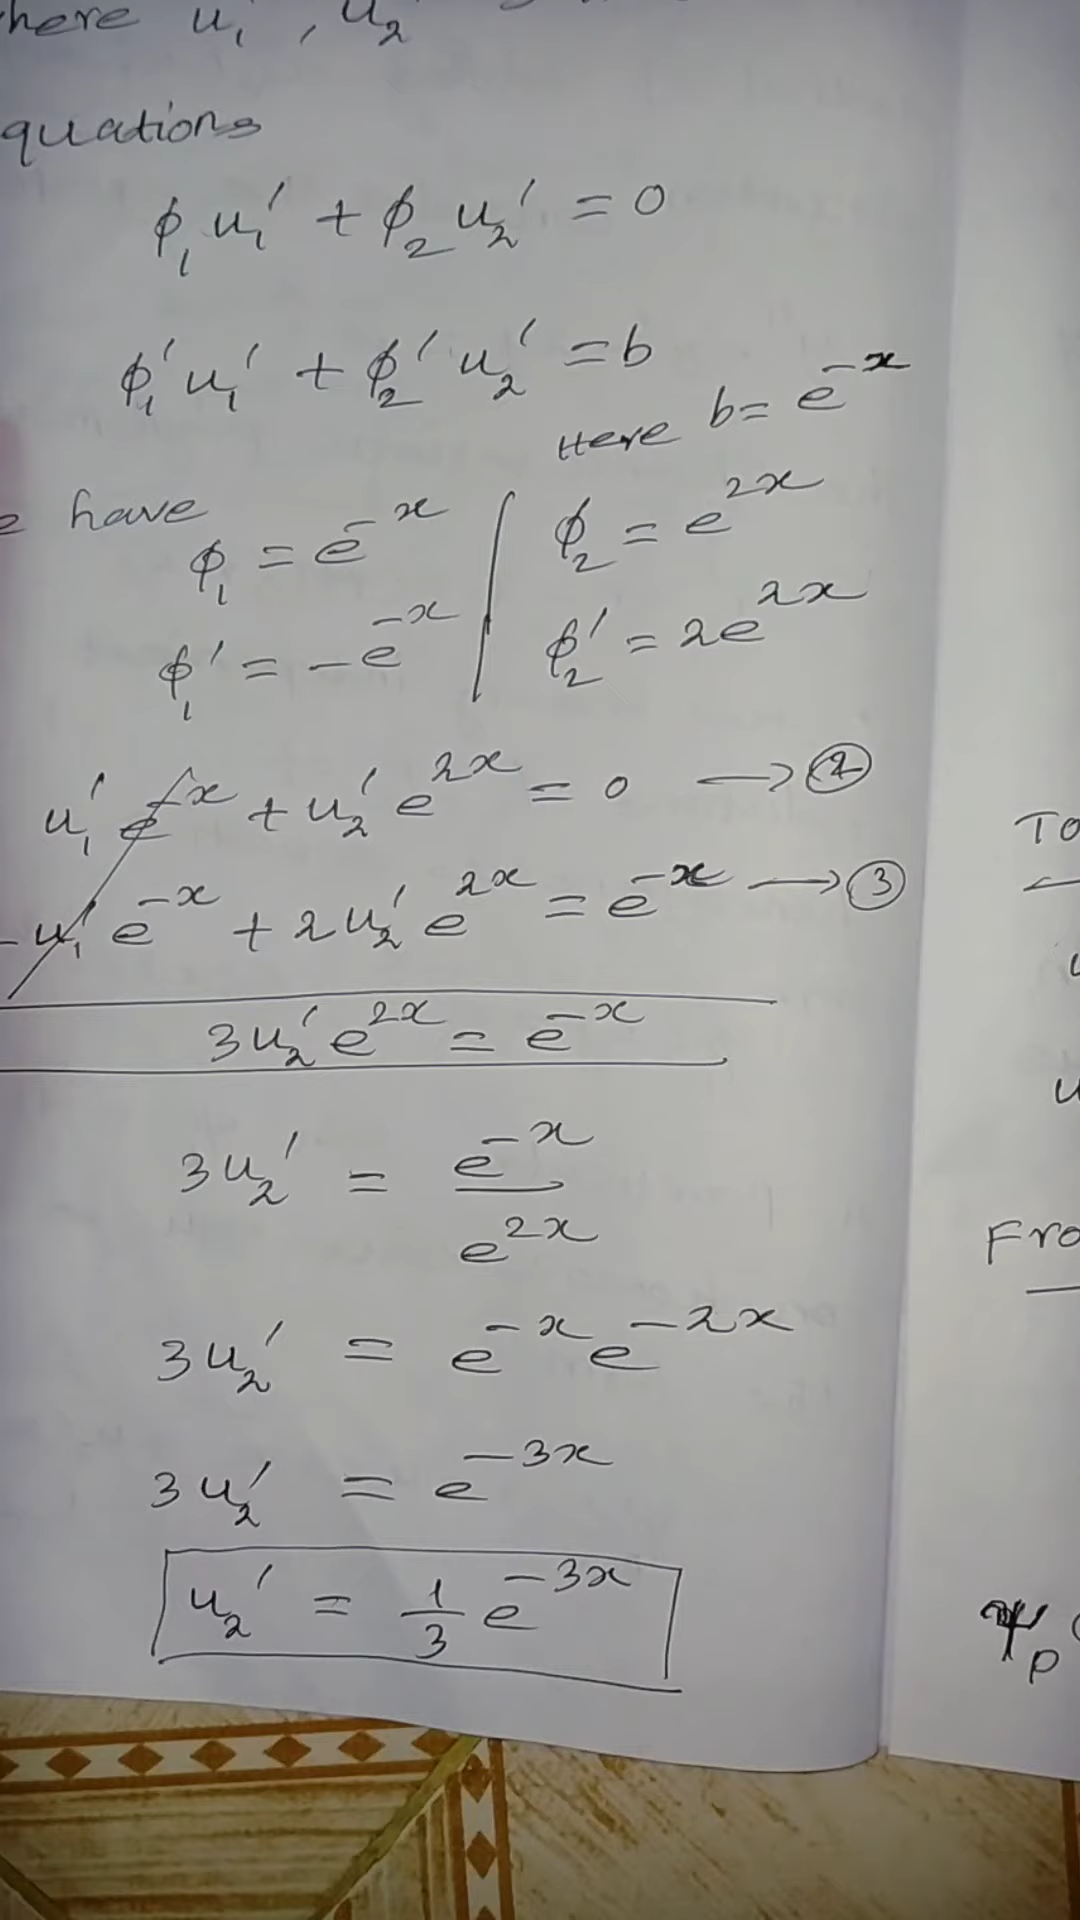 here u₁', u₂'
quations
ϕ₁u₁' + ϕ₂u₂' = 0
ϕ₁'u₁' + ϕ₂'u₂' = b
Here b = e^{-x}
have
ϕ₁ = e^{-x} | ϕ₂ = e^{2x}
ϕ₁' = -e^{-x} | ϕ₂' = 2e^{2x}
u₁' e^{-x} + u₂' e^{2x} = 0 → ②
-u₁' e^{-x} + 2u₂' e^{2x} = e^{-x} → ③
3u₂' e^{2x} = e^{-x}
3u₂' = e^{-x} / e^{2x}
3u₂' = e^{-x} e^{-2x}
3u₂' = e^{-3x}
u₂' = 1/3 e^{-3x}
To
u
Fro
ψₚ(